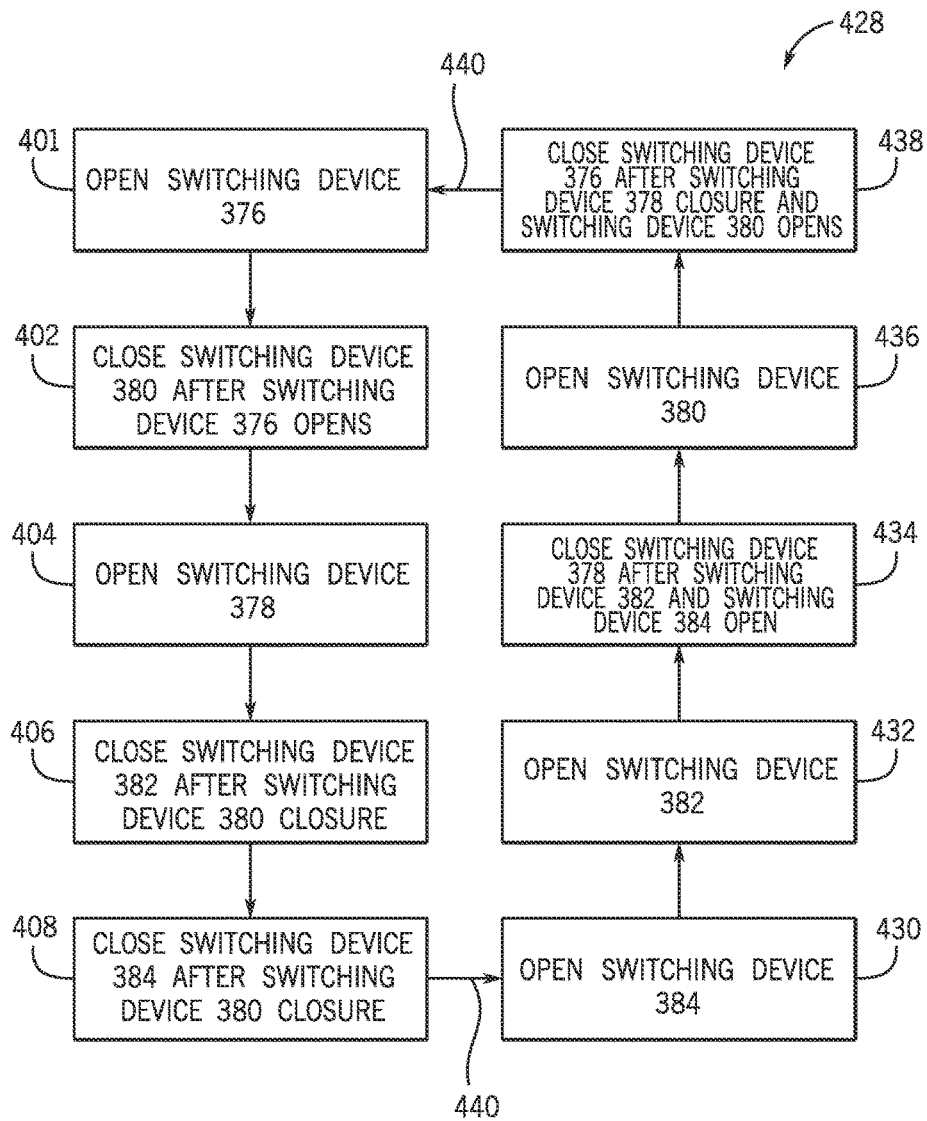 428
440
401
OPEN SWITCHING DEVICE
376
CLOSE SWITCHING DEVICE
376 AFTER SWITCHING
DEVICE 378 CLOSURE AND
SWITCHING DEVICE 380 OPENS
438
402
CLOSE SWITCHING DEVICE
380 AFTER SWITCHING
DEVICE 376 OPENS
OPEN SWITCHING DEVICE
380
436
404
OPEN SWITCHING DEVICE
378
CLOSE SWITCHING DEVICE
378 AFTER SWITCHING
DEVICE 382 AND SWITCHING
DEVICE 384 OPEN
434
406
CLOSE SWITCHING DEVICE
382 AFTER SWITCHING
DEVICE 380 CLOSURE
OPEN SWITCHING DEVICE
382
432
408
CLOSE SWITCHING DEVICE
384 AFTER SWITCHING
DEVICE 380 CLOSURE
OPEN SWITCHING DEVICE
384
430
440